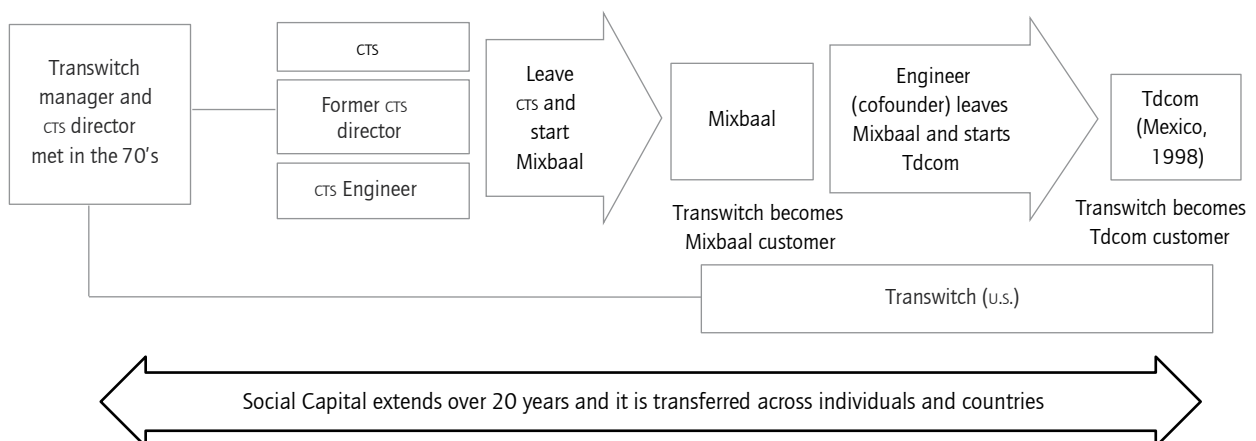 Transwitch
manager and
CTS director
met in the 70's
CTS
Former CTS
director
CTS Engineer
Leave
CTS and
start
Mixbaal
Mixbaal
Transwitch becomes
Mixbaal customer
Engineer
(cofounder) leaves
Mixbaal and starts
Tdcom
Tdcom
(Mexico,
1998)
Transwitch becomes
Tdcom customer
Transwitch (U.S.)
Social Capital extends over 20 years and it is transferred across individuals and countries